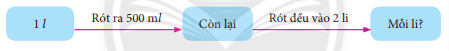 1 l
Rót ra 500 ml
Còn lại
Rót đều vào 2 li
Mỗi li?